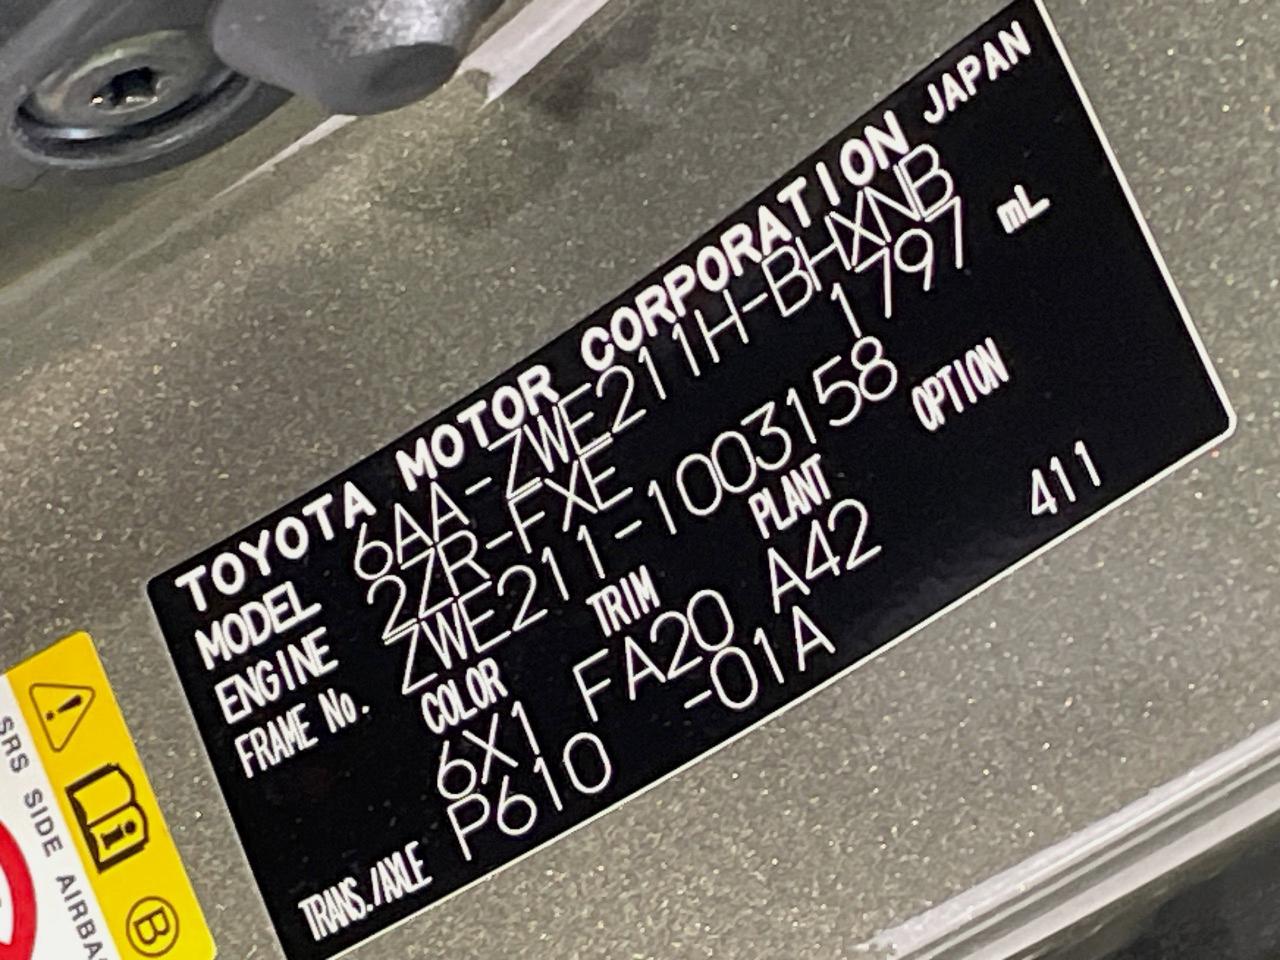 TOYOTA MOTOR CORPORATION JAPAN
MODEL 6AA-ZWE211H-BHXNB
ENGINE 2ZR-FXE 1797 mL
FRAME No. ZWE211-1003158
COLOR TRIM PLANT OPTION
6X1 FA20 A42 411
TRANS./AXLE P610 -01A
SRS SIDE AIRBA
B